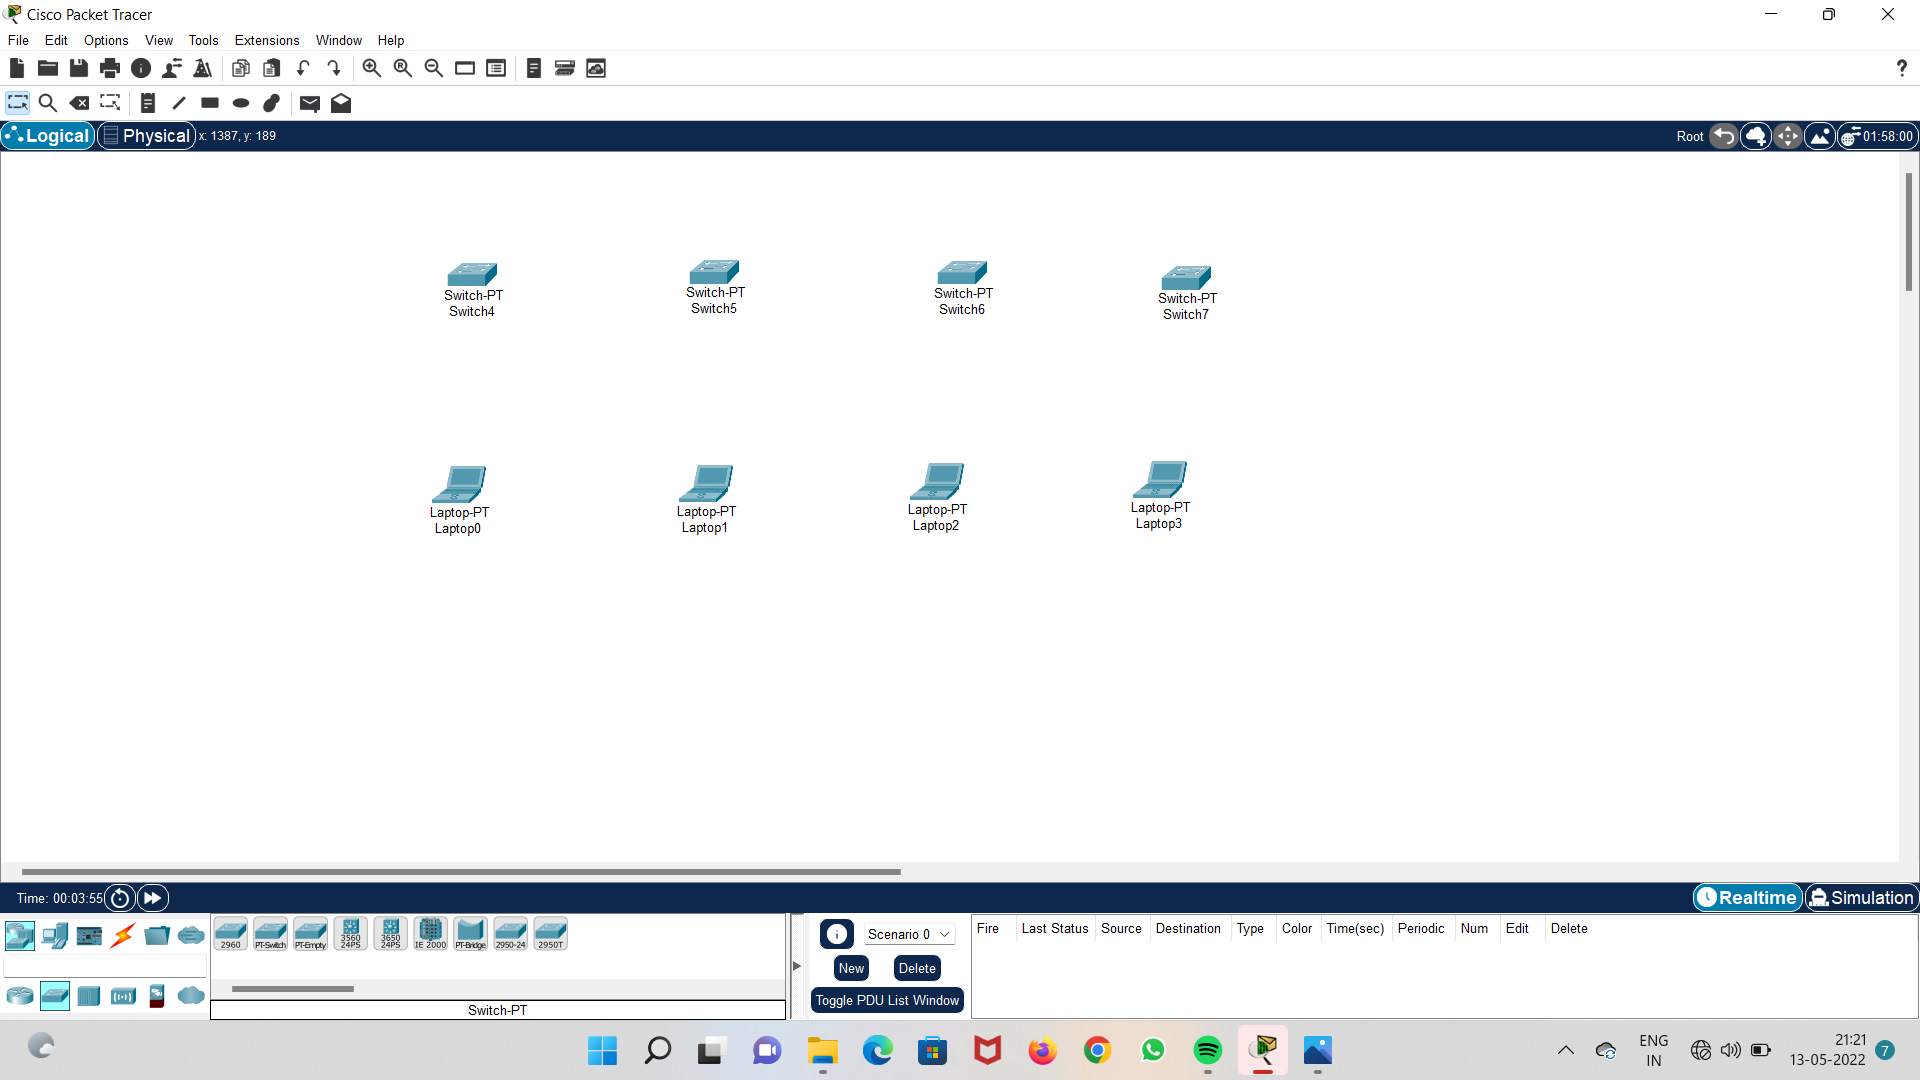 Cisco Packet Tracer
File Edit Options View Tools Extensions Window Help
Logical Physical x: 1387, y: 189 Root 01:58:00
Switch-PT
Switch4
Switch-PT
Switch5
Switch-PT
Switch6
Switch-PT
Switch7
Laptop-PT
Laptop0
Laptop-PT
Laptop1
Laptop-PT
Laptop2
Laptop-PT
Laptop3
Time: 00:03:55 Realtime Simulation
2960 PT-Switch PT-Empty 3560 24PS 3650 24PS IE 2000 PT-Bridge 2950-24 2950T
Switch-PT
Scenario 0
New Delete
Toggle PDU List Window
Fire Last Status Source Destination Type Color Time(sec) Periodic Num Edit Delete
ENG
IN
21:21
13-05-2022
7